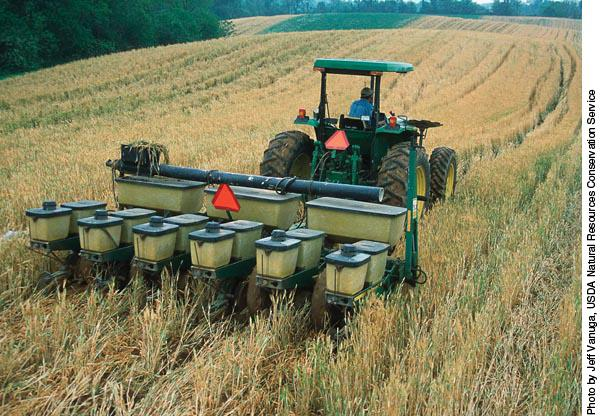 Photo by Jeff Vanuga, USDA Natural Resources Conservation Service